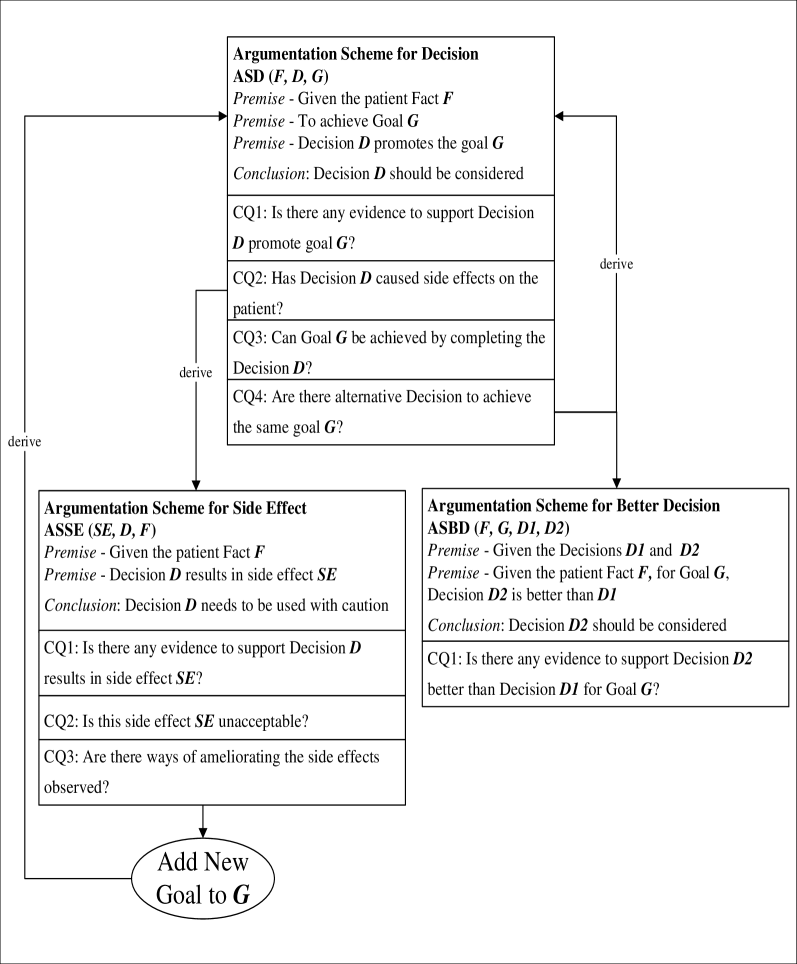 Argumentation Scheme for Decision
ASD (F, D, G)
Premise - Given the patient Fact F
Premise - To achieve Goal G
Premise - Decision D promotes the goal G
Conclusion: Decision D should be considered
CQ1: Is there any evidence to support Decision
D promote goal G?
CQ2: Has Decision D caused side effects on the
patient?
CQ3: Can Goal G be achieved by completing the
Decision D?
CQ4: Are there alternative Decision to achieve
the same goal G?
derive
derive
derive
Argumentation Scheme for Side Effect
ASSE (SE, D, F)
Premise - Given the patient Fact F
Premise - Decision D results in side effect SE
Conclusion: Decision D needs to be used with caution
CQ1: Is there any evidence to support Decision D
results in side effect SE?
CQ2: Is this side effect SE unacceptable?
CQ3: Are there ways of ameliorating the side effects
observed?
Argumentation Scheme for Better Decision
ASBD (F, G, D1, D2)
Premise - Given the Decisions D1 and D2
Premise - Given the patient Fact F, for Goal G,
Decision D2 is better than D1
Conclusion: Decision D2 should be considered
CQ1: Is there any evidence to support Decision D2
better than Decision D1 for Goal G?
Add New
Goal to G